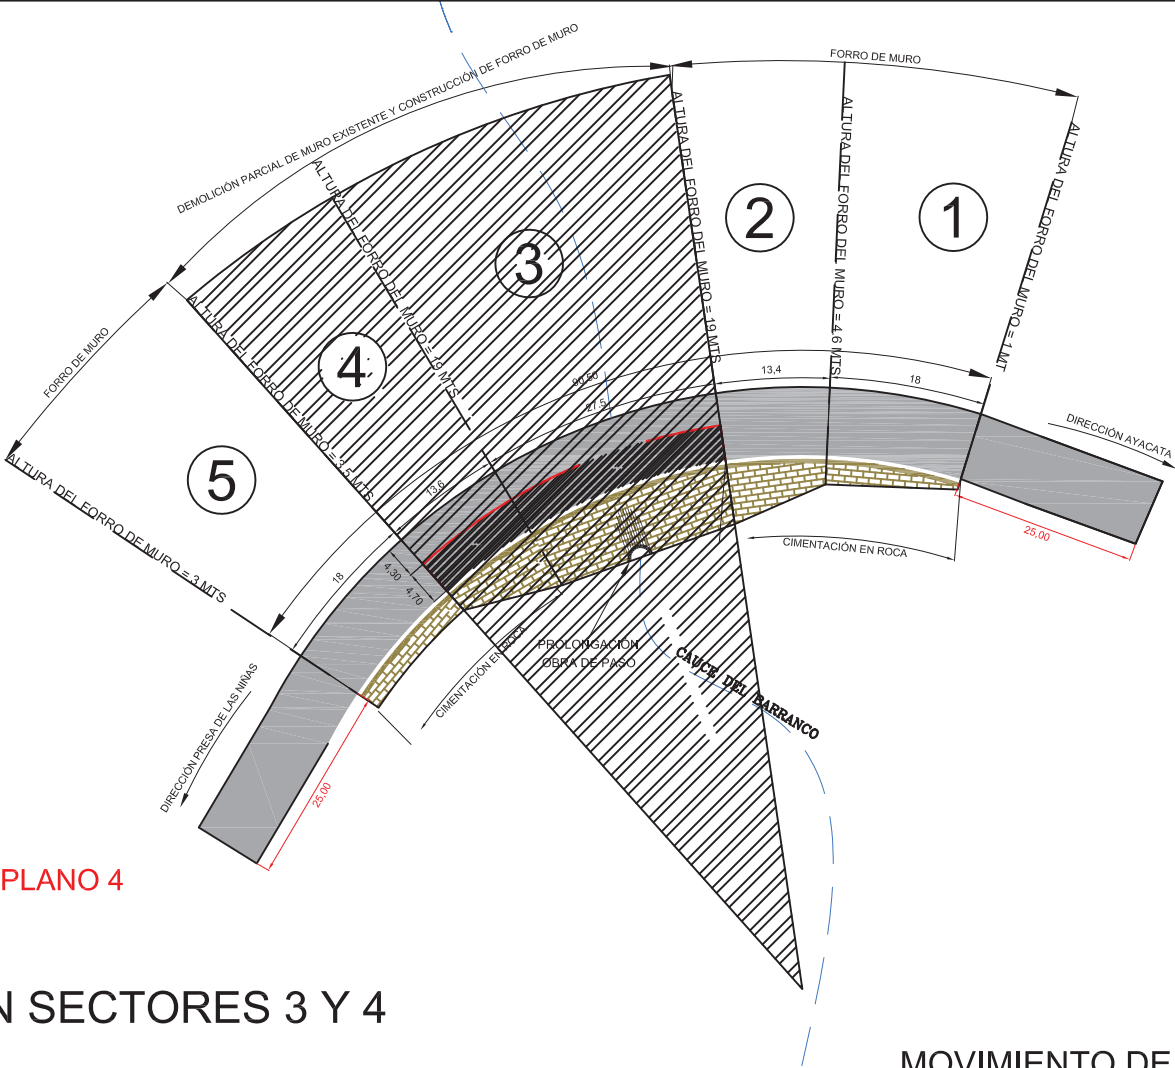 FORRO DE MURO
DEMOLICIÓN PARCIAL DE MURO EXISTENTE Y CONSTRUCCIÓN DE FORRO DE MURO
FORRO DE MURO
ALTURA DEL FORRO DEL MURO = 1 MT
ALTURA DEL FORRO DEL MURO = 4,6 MTS
ALTURA DEL FORRO DEL MURO = 19 MTS
ALTURA DEL FORRO DEL MURO = 19 MTS
ALTURA DEL FORRO DE MURO = 3,5 MTS
ALTURA DEL FORRO DE MURO = 3 MTS
1
2
3
4
5
90,50
27,5
13,4
18
13,6
18
4,30
4,70
DIRECCIÓN AYACATA
25,00
CIMENTACIÓN EN ROCA
PROLONGACIÓN
OBRA DE PASO
CIMENTACIÓN EN ROCA
CAUCE DEL BARRANCO
DIRECCIÓN PRESA DE LAS NIÑAS
25,00
PLANO 4
N SECTORES 3 Y 4
MOVIMIENTO DE